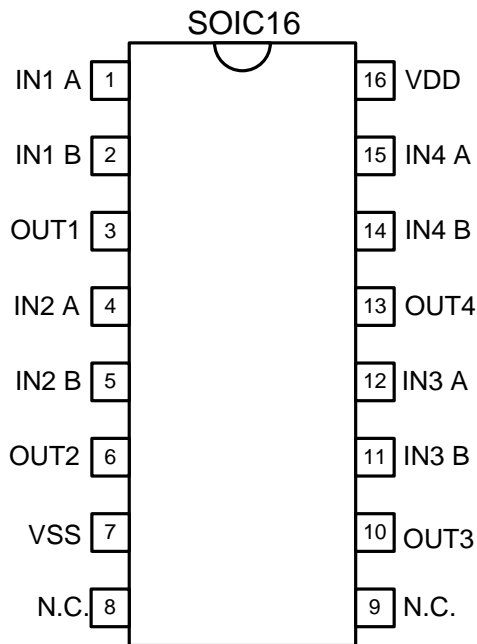 SOIC16
IN1 A 1 16 VDD
IN1 B 2 15 IN4 A
OUT1 3 14 IN4 B
IN2 A 4 13 OUT4
IN2 B 5 12 IN3 A
OUT2 6 11 IN3 B
VSS 7 10 OUT3
N.C. 8 9 N.C.